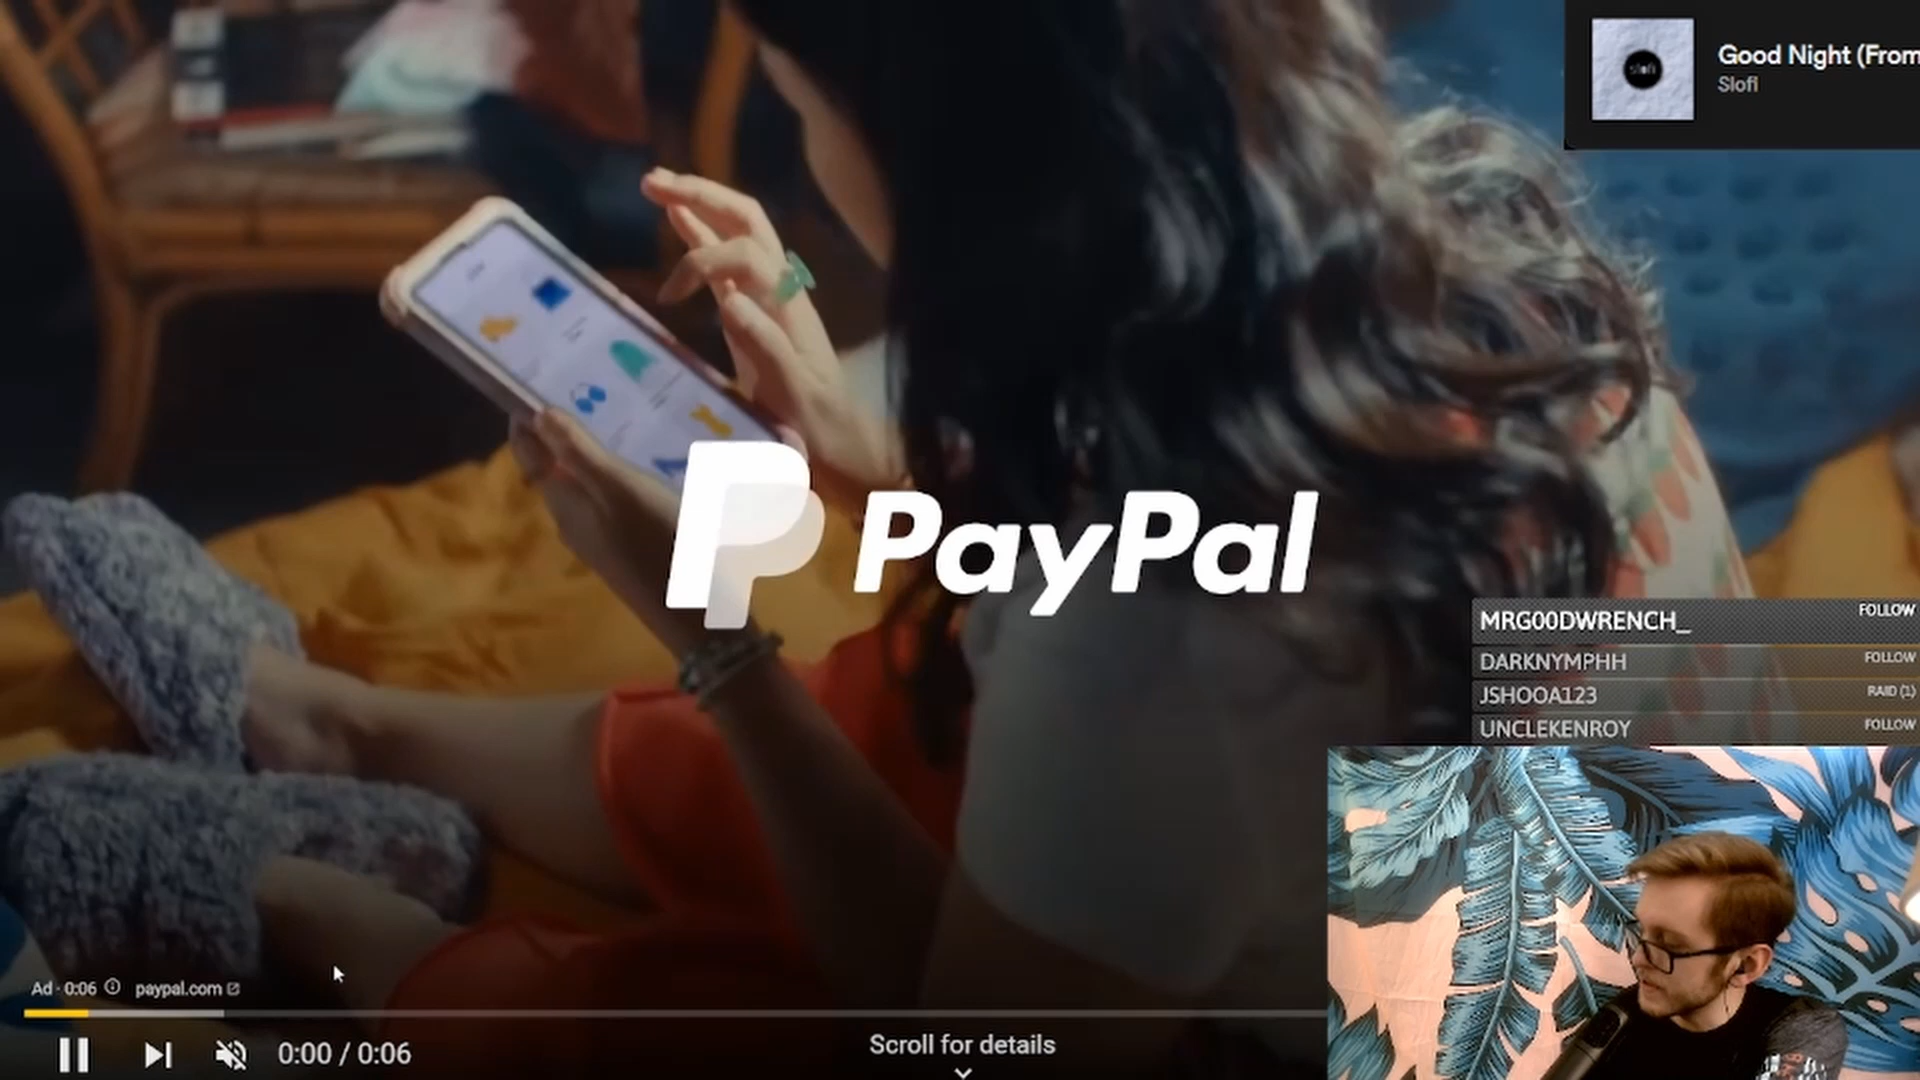 Good Night (From
Slofi
slofi
PayPal
MRG00DWRENCH_ FOLLOW
DARKNYMPHH FOLLOW
JSHOOA123 RAID (1)
UNCLEKENROY FOLLOW
Ad · 0:06 paypal.com
0:00 / 0:06
Scroll for details